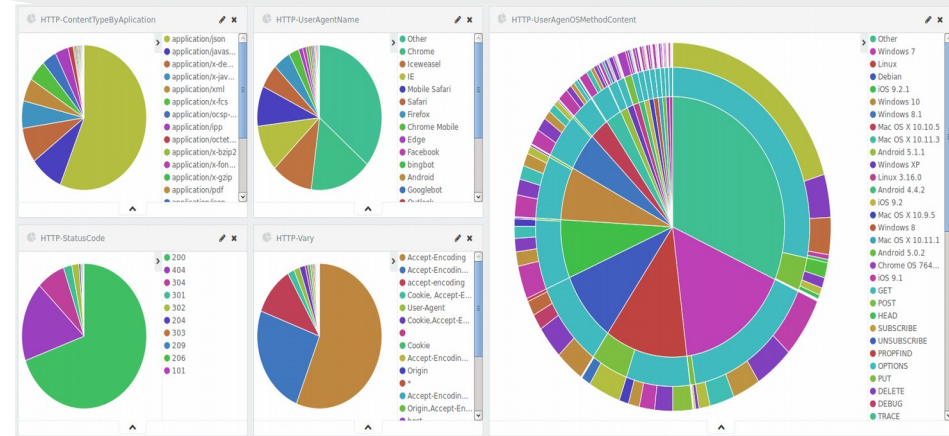 HTTP-ContentTypeByAplication
application/json
application/javas...
application/x-de...
application/x-jav...
application/xml
application/x-fcs
application/ocsp-...
application/ipp
application/octet...
application/x-bzip2
application/x-fon...
application/x-gzip
application/pdf
HTTP-UserAgentName
Other
Chrome
Iceweasel
IE
Mobile Safari
Safari
Firefox
Chrome Mobile
Edge
Facebook
bingbot
Android
Googlebot
Outlook
HTTP-UserAgenOSMethodContent
Other
Windows 7
Linux
Debian
iOS 9.2.1
Windows 10
Windows 8.1
Mac OS X 10.10.5
Mac OS X 10.11.3
Android 5.1.1
Windows XP
Linux 3.16.0
Android 4.4.2
iOS 9.2
Mac OS X 10.9.5
Windows 8
Mac OS X 10.11.1
Android 5.0.2
Chrome OS 764...
iOS 9.1
GET
POST
HEAD
SUBSCRIBE
UNSUBSCRIBE
PROPFIND
OPTIONS
PUT
DELETE
DEBUG
TRACE
HTTP-StatusCode
200
404
304
301
302
204
303
209
206
101
HTTP-Vary
Accept-Encoding
Accept-Encodin...
accept-encoding
Cookie, Accept-E...
User-Agent
Cookie,Accept-E...
Cookie
Accept-Encodin...
Origin
*
Accept-Encodin...
Origin,Accept-En...